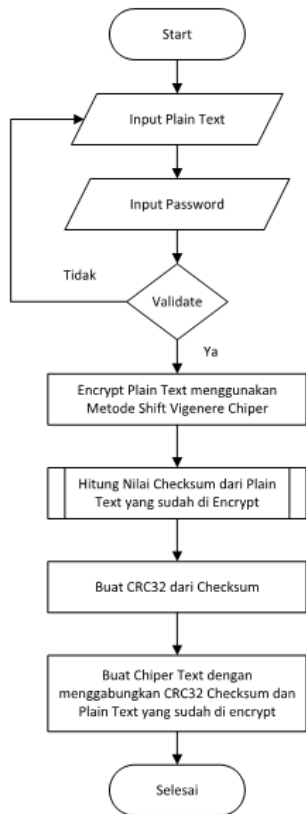 Start
Input Plain Text
Input Password
Tidak
Validate
Ya
Encrypt Plain Text menggunakan
Metode Shift Vigenere Chiper
Hitung Nilai Checksum dari Plain
Text yang sudah di Encrypt
Buat CRC32 dari Checksum
Buat Chiper Text dengan
menggabungkan CRC32 Checksum dan
Plain Text yang sudah di encrypt
Selesai